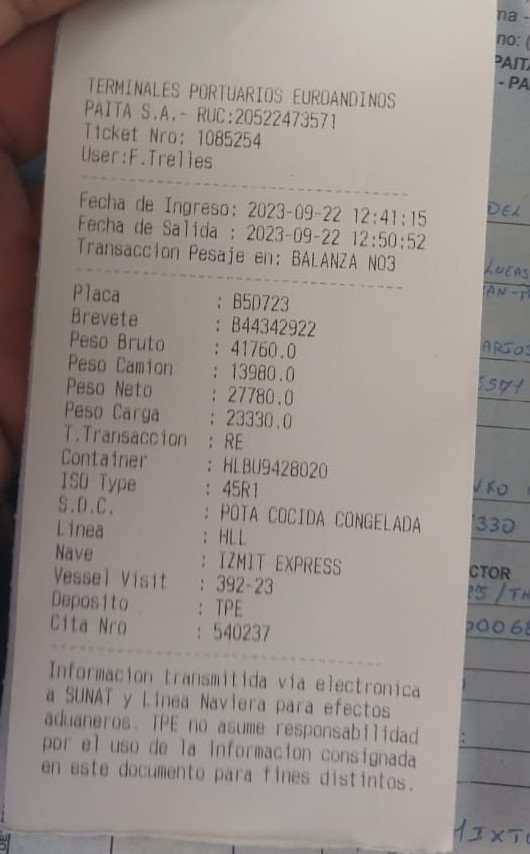 TERMINALES PORTUARIOS EUROANDINOS
PAITA S.A.- RUC:20522473571
Ticket Nro: 1085254
User:F.Trelles
Fecha de Ingreso: 2023-09-22 12:41:15
Fecha de Salida : 2023-09-22 12:50:52
Transaccion Pesaje en: BALANZA NO3
Placa : B5D723
Brevete : B44342922
Peso Bruto : 41760.0
Peso Camion : 13980.0
Peso Neto : 27780.0
Peso Carga : 23330.0
T.Transaccion : RE
Container : HLBU9428020
ISO Type : 45R1
S.D.C. : POTA COCIDA CONGELADA
Linea : HLL
Nave : IZMIT EXPRESS
Vessel Visit : 392-23
Deposito : TPE
Cita Nro : 540237
Informacion transmitida via electronica
a SUNAT y Linea Naviera para efectos
aduaneros. TPE no asume responsabilidad
por el uso de la informacion consignada
en este documento para fines distintos.
DEL
LUCAS
330
CTOR